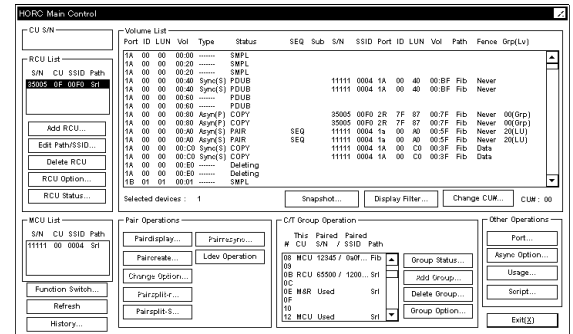 HORC Main Control
CU S/N
RCU List
S/N CU SSID Path
35005 0F 00F0 Srl
Add RCU...
Edit Path/SSID...
Delete RCU
RCU Option...
RCU Status...
Volume List
Port ID LUN Vol Type Status SEQ Sub S/N SSID Port ID LUN Vol Path Fence Grp(Lv)
1A 00 00 00:00 ------- SMPL
1A 00 00 00:20 ------- SMPL
1A 00 00 00:20 ------- SMPL
1A 00 00 00:40 Sync(S) PDUB 11111 0004 1A 00 40 00:BF Fib Never
1A 00 00 00:40 Sync(S) PDUB 11111 0004 1A 00 40 00:BF Fib Never
1A 00 00 00:60 ------- PDUB
1A 00 00 00:60 ------- PDUB
1A 00 00 00:80 Asyn(P) COPY 35005 00F0 2R 7F 87 00:7F Fib Never 00(Grp)
1A 00 00 00:80 Asyn(P) COPY 35005 00F0 2R 7F 87 00:7F Fib Never 00(Grp)
1A 00 00 00:A0 Asyn(S) PAIR SEQ 11111 0004 1a 00 A0 00:5F Fib Never 20(LU)
1A 00 00 00:A0 Asyn(S) PAIR SEQ 11111 0004 1a 00 A0 00:5F Fib Never 20(LU)
1A 00 00 00:C0 Sync(S) COPY 11111 0004 1A 00 C0 00:3F Fib Data
1A 00 00 00:C0 Sync(S) COPY 11111 0004 1A 00 C0 00:3F Fib Data
1A 00 00 00:E0 ------- Deleting
1A 00 00 00:E0 ------- Deleting
1B 01 01 00:01 ------- SMPL
Selected devices : 1
Snapshot...
Display Filter...
Change CU#...
CU# : 00
MCU List
S/N CU SSID Path
11111 00 0004 Srl
Function Switch...
Refresh
History...
Pair Operations
Pairdisplay...
Pairresync...
Paircreate...
Ldev Operation
Change Option...
Pairsplit-r...
Pairsplit-S...
C/T Group Operation
This Paired Paired
# CU S/N / SSID Path
08 MCU 12345 / 0a0f... Fib
09
0B RCU 65500 / 1200... Srl
0C
0E M&R Used Srl
0F
10
12 MCU Used Srl
Group Status...
Add Group...
Delete Group...
Group Option...
Other Operations
Port...
Async Option...
Usage...
Script...
Exit(X)